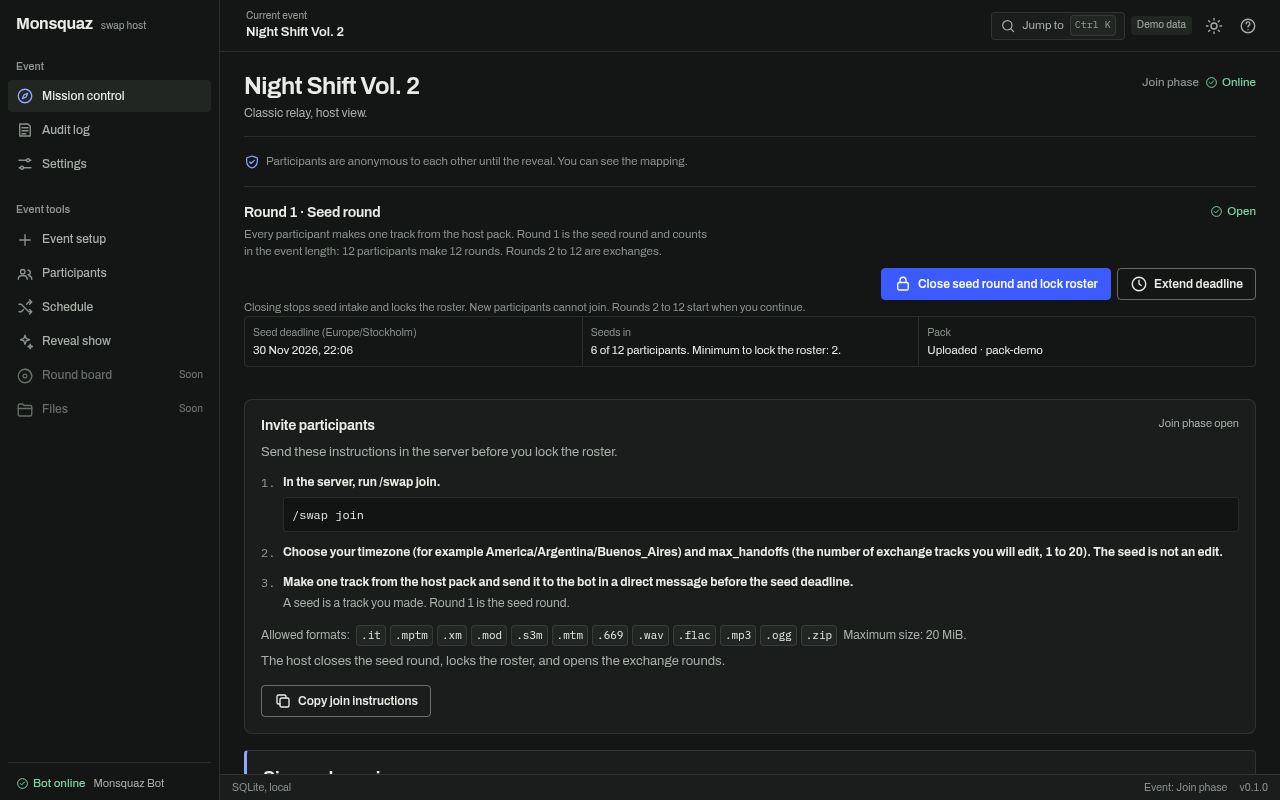 Monsquaz swap host
Event
Mission control
Audit log
Settings
Event tools
Event setup
Participants
Schedule
Reveal show
Round board Soon
Files Soon
Bot online Monsquaz Bot
Current event
Night Shift Vol. 2
Jump to Ctrl K
Demo data
Night Shift Vol. 2
Join phase Online
Classic relay, host view.
Participants are anonymous to each other until the reveal. You can see the mapping.
Round 1 · Seed round
Open
Every participant makes one track from the host pack. Round 1 is the seed round and counts
in the event length: 12 participants make 12 rounds. Rounds 2 to 12 are exchanges.
Close seed round and lock roster
Extend deadline
Closing stops seed intake and locks the roster. New participants cannot join. Rounds 2 to 12 start when you continue.
Seed deadline (Europe/Stockholm)
30 Nov 2026, 22:06
Seeds in
6 of 12 participants. Minimum to lock the roster: 2.
Pack
Uploaded · pack-demo
Invite participants
Join phase open
Send these instructions in the server before you lock the roster.
1. In the server, run /swap join.
/swap join
2. Choose your timezone (for example America/Argentina/Buenos_Aires) and max_handoffs (the number of exchange tracks you will edit, 1 to 20). The seed is not an edit.
3. Make one track from the host pack and send it to the bot in a direct message before the seed deadline.
A seed is a track you made. Round 1 is the seed round.
Allowed formats: .it .mptm .xm .mod .s3m .mtm .669 .wav .flac .mp3 .ogg .zip Maximum size: 20 MiB.
The host closes the seed round, locks the roster, and opens the exchange rounds.
Copy join instructions
SQLite, local
Event: Join phase v0.1.0